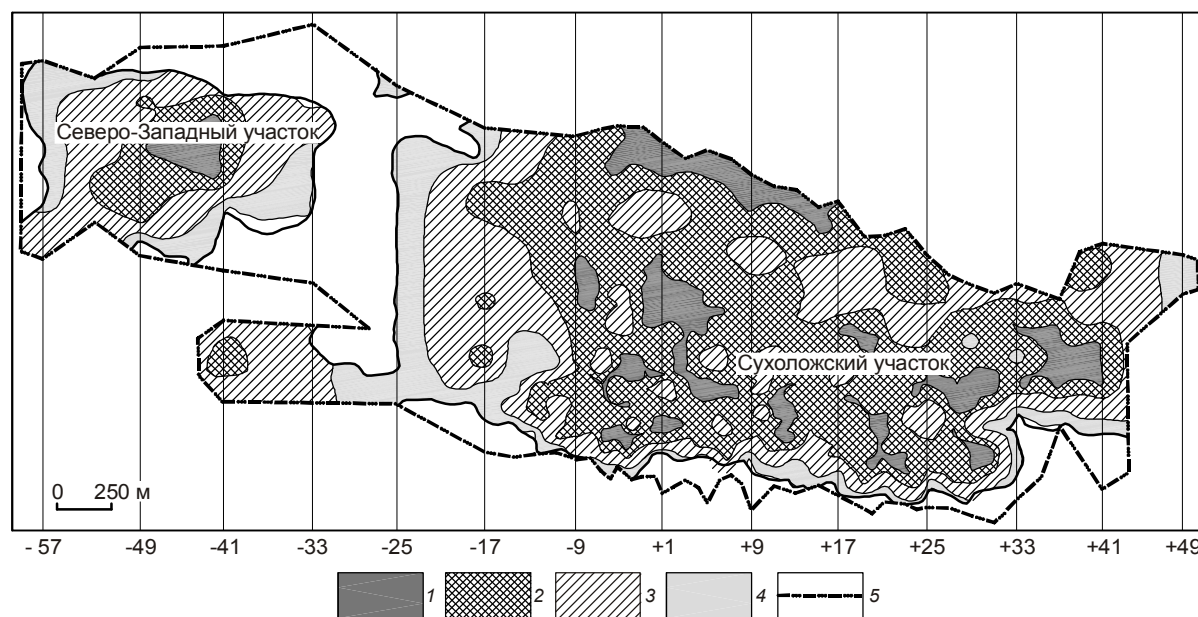 Северо-Западный участок
Сухоложский участок
0 250 м
- 57 -49 -41 -33 -25 -17 -9 +1 +9 +17 +25 +33 +41 +49
1 2 3 4 5